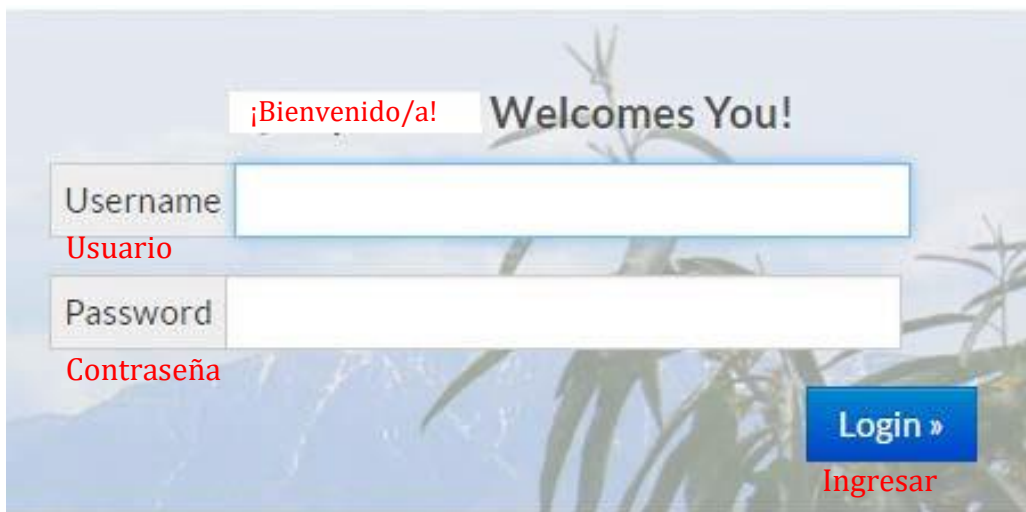 ¡Bienvenido/a! Welcomes You!
Username
Usuario
Password
Contraseña
Login »
Ingresar